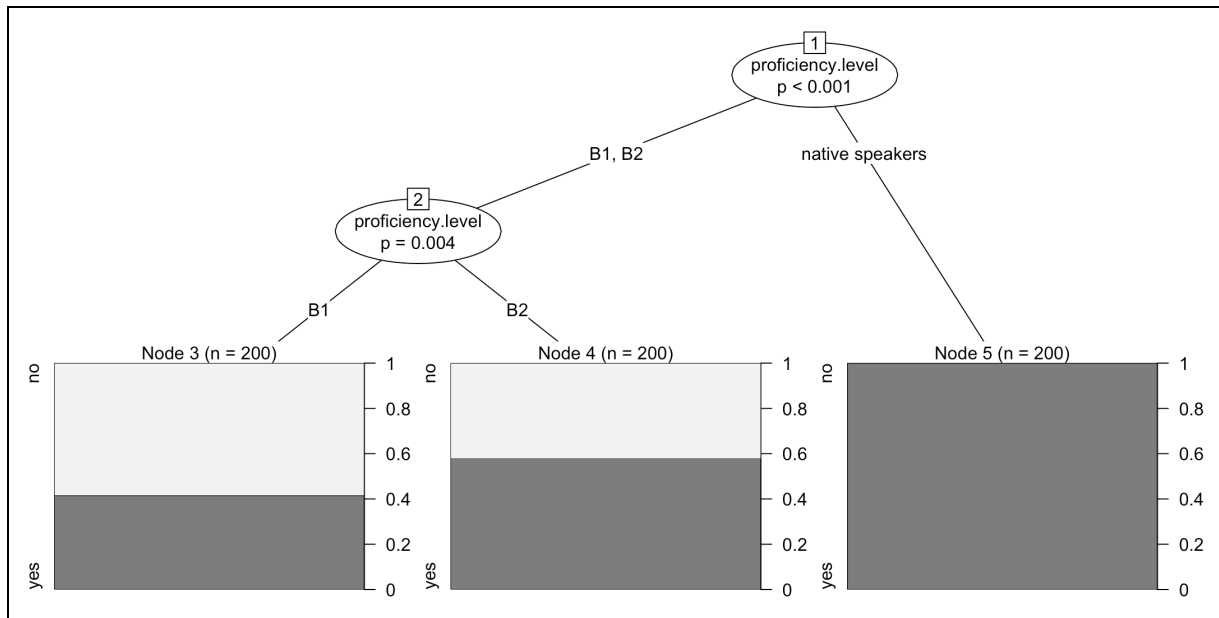 1
proficiency.level
p < 0.001
B1, B2
native speakers
2
proficiency.level
p = 0.004
B1
B2
Node 3 (n = 200)
no
yes
1
0.8
0.6
0.4
0.2
0
Node 4 (n = 200)
no
yes
1
0.8
0.6
0.4
0.2
0
Node 5 (n = 200)
no
yes
1
0.8
0.6
0.4
0.2
0